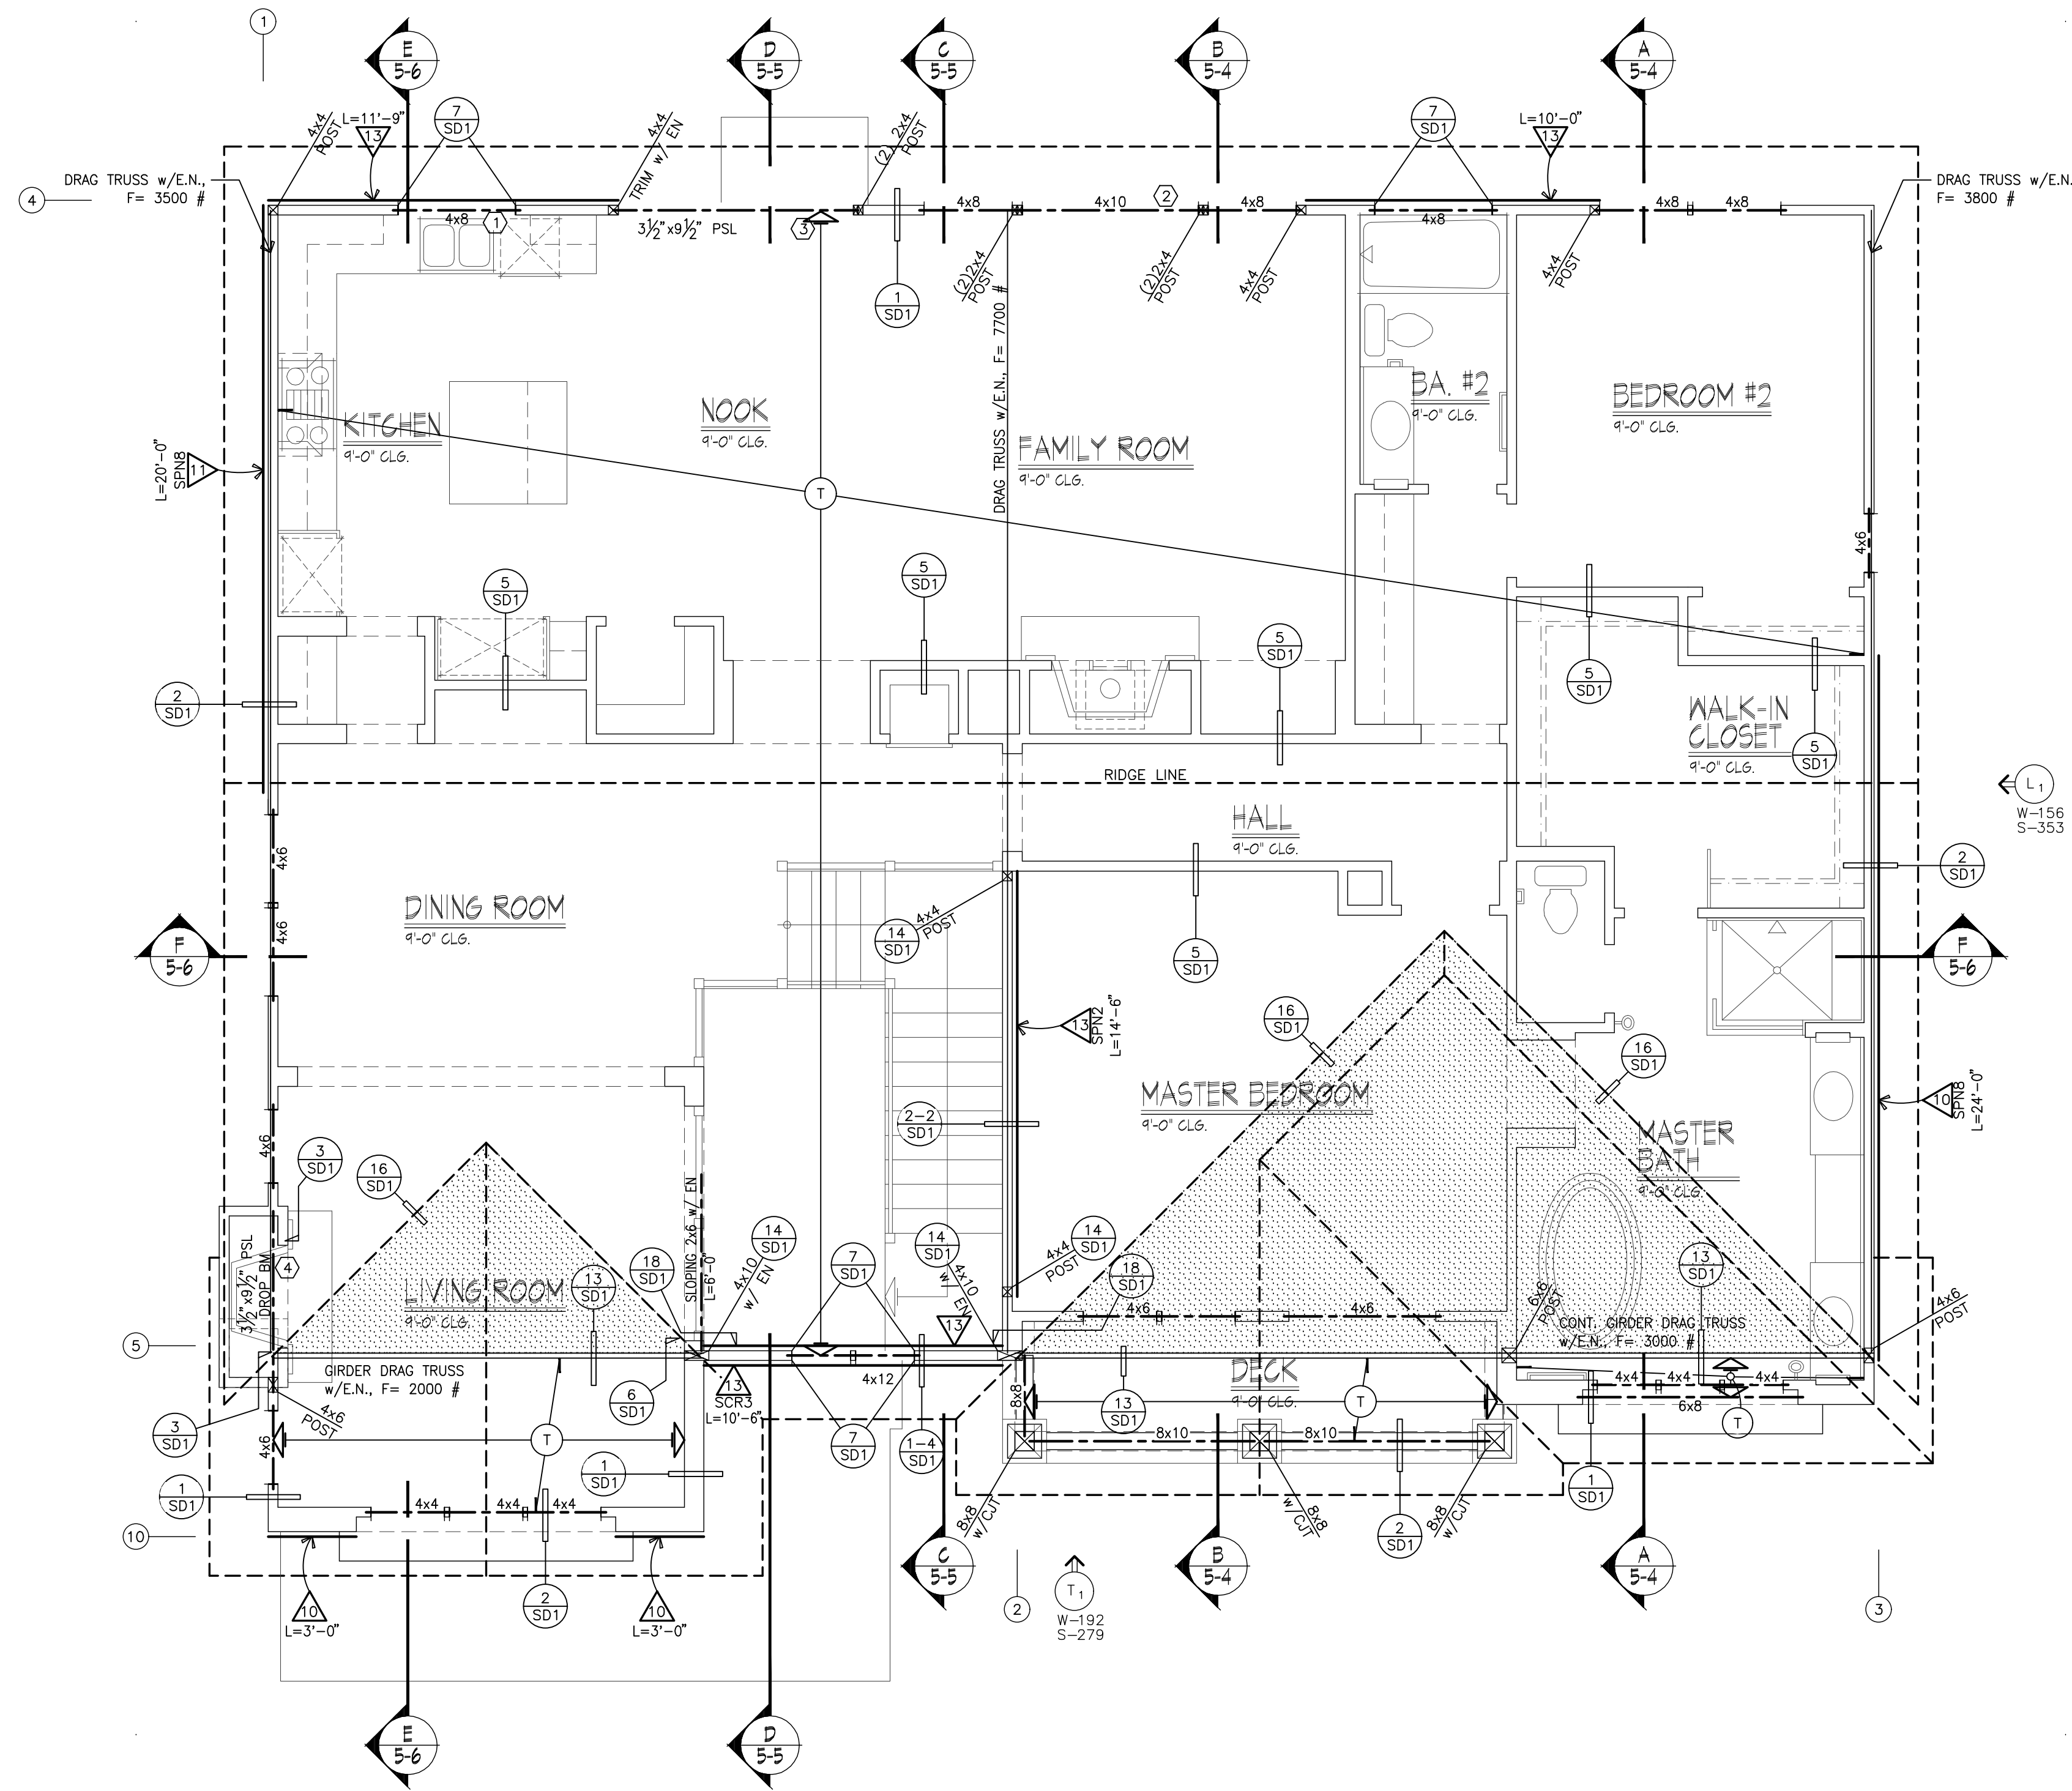 1
E
5-6
D
5-5
C
5-5
B
5-4
A
5-4
4x4
POST
L=11'-9"
13
7
SD1
4x4
TRIM w/ EN
(2) 2x4
POST
7
SD1
L=10'-0"
13
4
DRAG TRUSS w/E.N.,
F= 3500 #
DRAG TRUSS w/E.N.
F= 3800 #
4x8
1
3½"x9½" PSL
3
4x8
4x10
2
4x8
4x8
4x8
4x8
1
SD1
(2)2x4
POST
(2)2x4
POST
4x4
POST
4x4
POST
DRAG TRUSS w/E.N., F= 7700 #
KITCHEN
9'-0" CLG.
NOOK
9'-0" CLG.
FAMILY ROOM
9'-0" CLG.
BA. #2
9'-0" CLG.
BEDROOM #2
9'-0" CLG.
L=20'-0"
SPN8
11
T
4x6
5
SD1
5
SD1
5
SD1
5
SD1
2
SD1
WALK-IN
CLOSET
9'-0" CLG.
5
SD1
RIDGE LINE
L1
W-156
S-353
HALL
9'-0" CLG.
4x6
2
SD1
DINING ROOM
9'-0" CLG.
4x6
14
SD1
4x4
POST
5
SD1
F
5-6
F
5-6
13
SPN2
L=14'-6"
16
SD1
16
SD1
MASTER BEDROOM
9'-0" CLG.
2-2
SD1
10
SPN8
L=24'-0"
MASTER
BATH
9'-0" CLG.
4x6
3
SD1
16
SD1
SLOPING 2x6 w/ EN
L=6'-0"
3½"x9½" PSL
DROP BM
4
LIVING ROOM
9'-0" CLG.
13
SD1
18
SD1
4x10
w/ EN
14
SD1
7
SD1
14
SD1
4x10
w/ EN
13
4x4
POST
14
SD1
18
SD1
4x6
4x6
13
SD1
6x6
POST
CONT. GIRDER DRAG TRUSS
w/E.N., F= 3000 #
4x6
POST
5
GIRDER DRAG TRUSS
w/E.N., F= 2000 #
4x6
POST
3
SD1
4x6
6
SD1
13
SCR3
L=10'-6"
4x12
7
SD1
1-4
SD1
8x8
DECK
9'-0" CLG.
13
SD1
T
4x4
4x4
4x4
6x8
T
T
1
SD1
1
SD1
8x10
8x10
1
SD1
4x4
4x4
4x4
8x8
w/CJT
8x8
w/CJT
2
SD1
8x8
w/CJT
10
C
5-5
B
5-4
A
5-4
10
L=3'-0"
2
SD1
10
L=3'-0"
2
T1
W-192
S-279
3
E
5-6
D
5-5